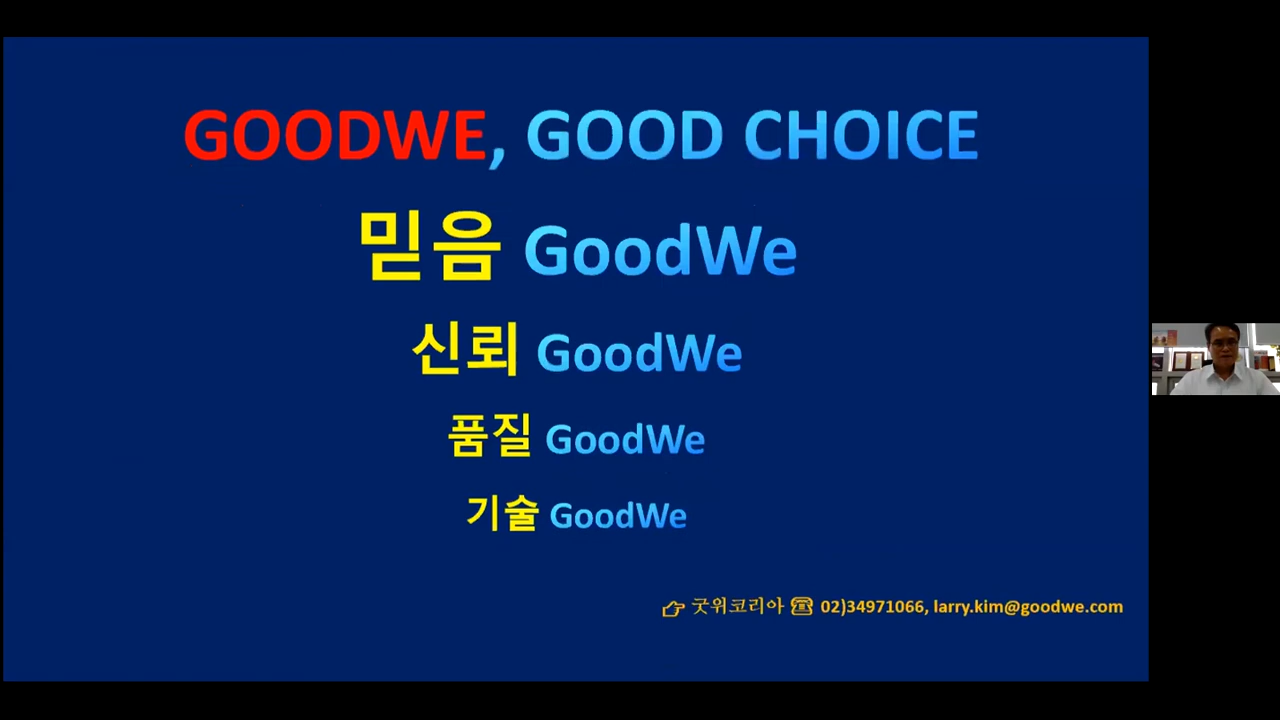 GOODWE, GOOD CHOICE
믿음 GoodWe
신뢰 GoodWe
품질 GoodWe
기술 GoodWe
☞ 굿위코리아 ☎ 02)34971066, larry.kim@goodwe.com